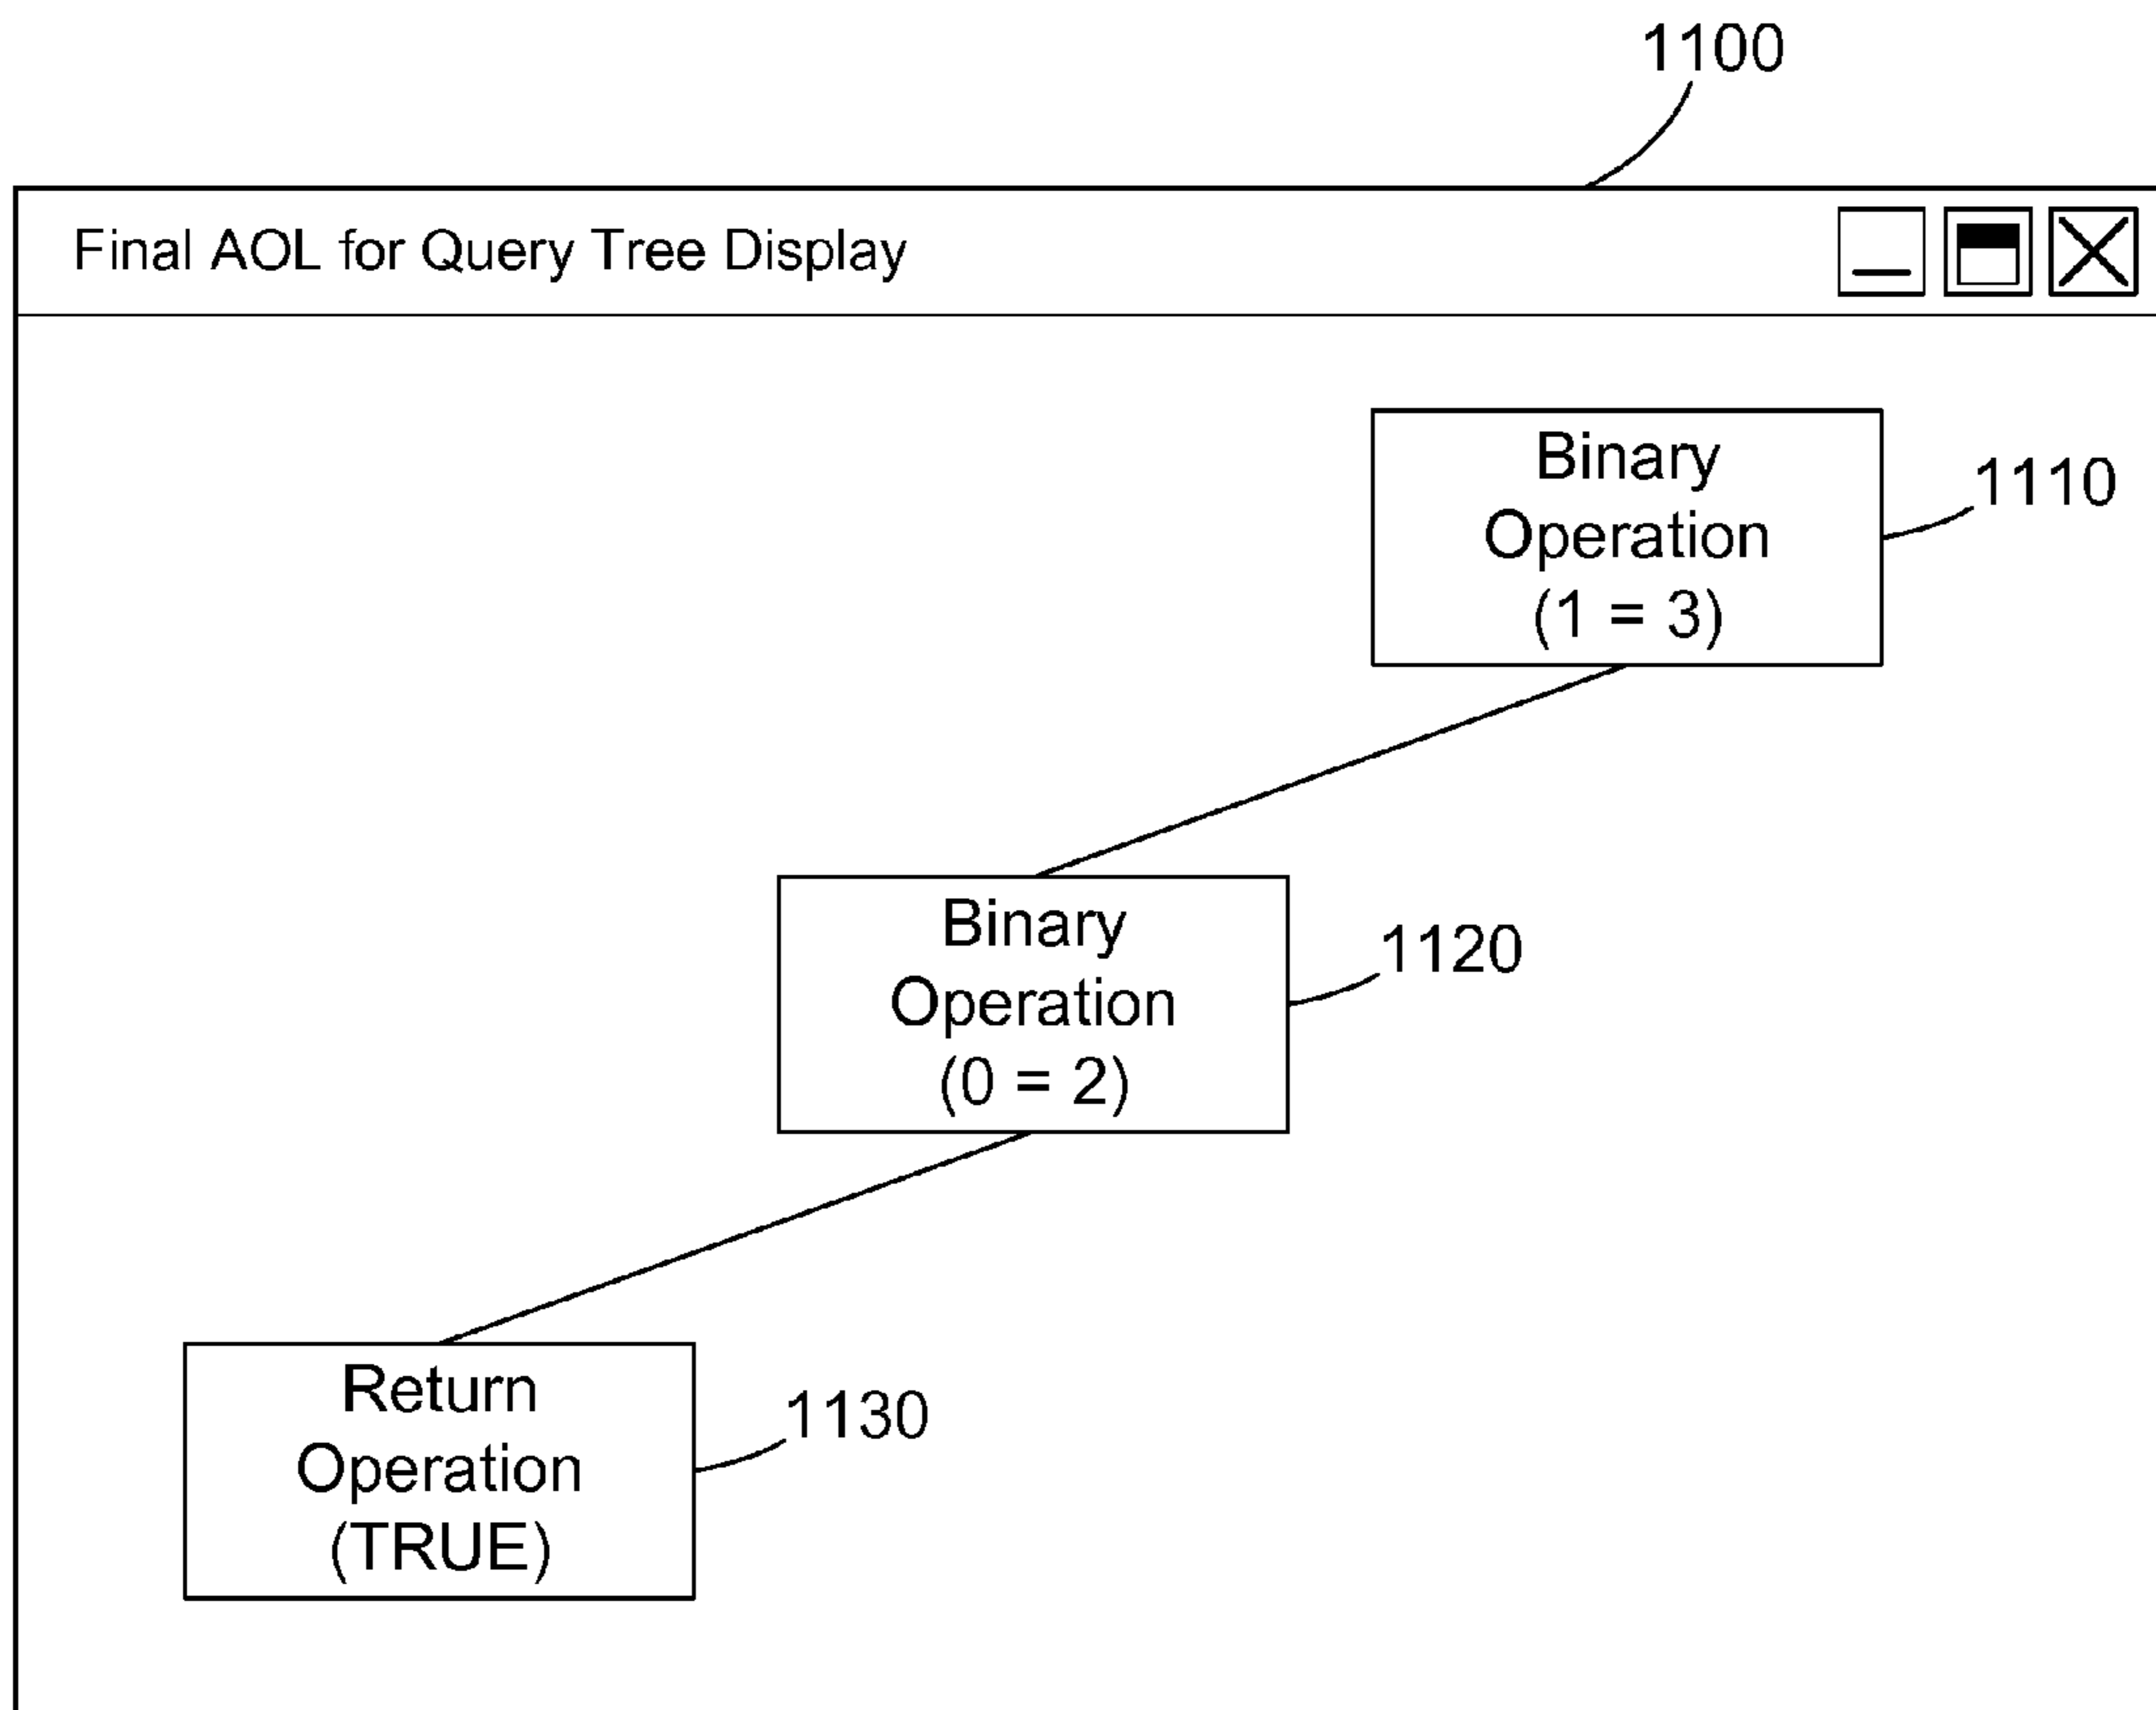 1100
Final AOL for Query Tree Display
Binary
Operation
(1 = 3)
1110
Binary
Operation
(0 = 2)
1120
Return
Operation
(TRUE)
1130